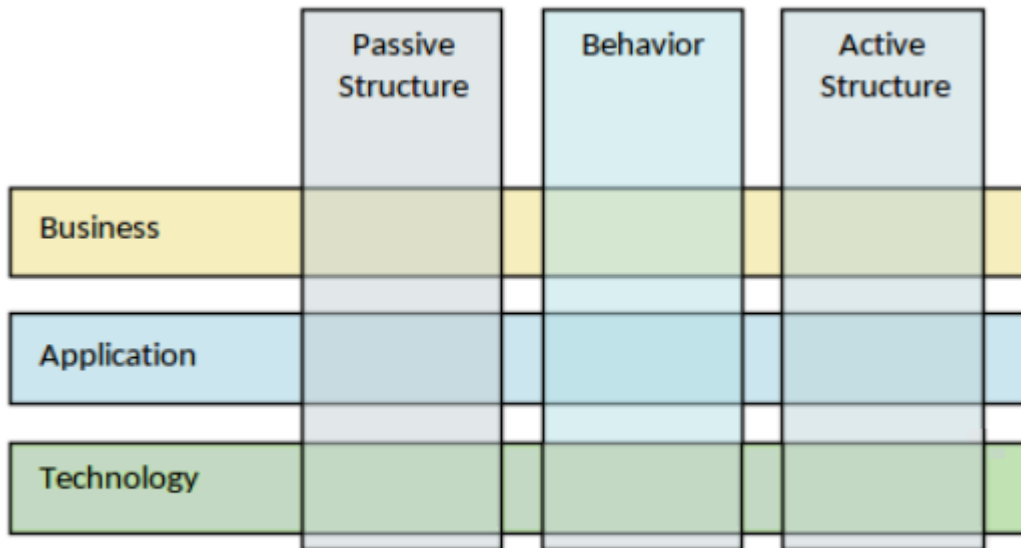 Passive
Structure
Behavior
Active
Structure
Business
Application
Technology